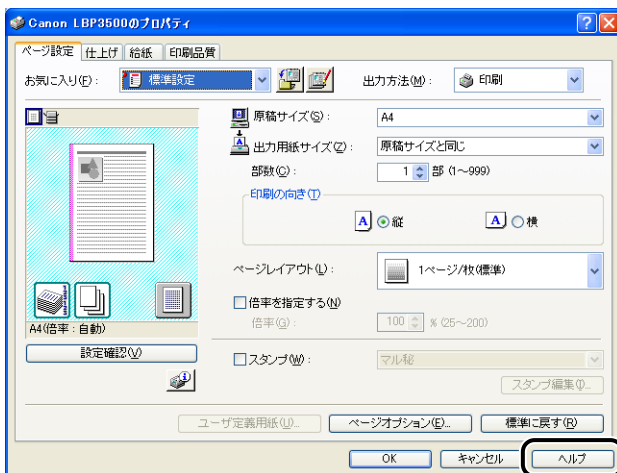 Canon LBP3500のプロパティ
ページ設定 仕上げ 給紙 印刷品質
お気に入り(F): 標準設定 出力方法(M): 印刷
原稿サイズ(S): A4
出力用紙サイズ(Z): 原稿サイズと同じ
部数(C): 1 部 (1～999)
印刷の向き(T)
A 縦 A 横
ページレイアウト(L): 1ページ/枚(標準)
倍率を指定する(N)
倍率(G): 100 % (25～200)
A4(倍率:自動)
設定確認(V)
スタンプ(W): マル秘
スタンプ編集(I)...
ユーザ定義用紙(U)... ページオプション(E)... 標準に戻す(R)
OK キャンセル ヘルプ